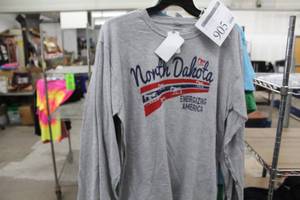 905
North Dakota
ENERGIZING
AMERICA